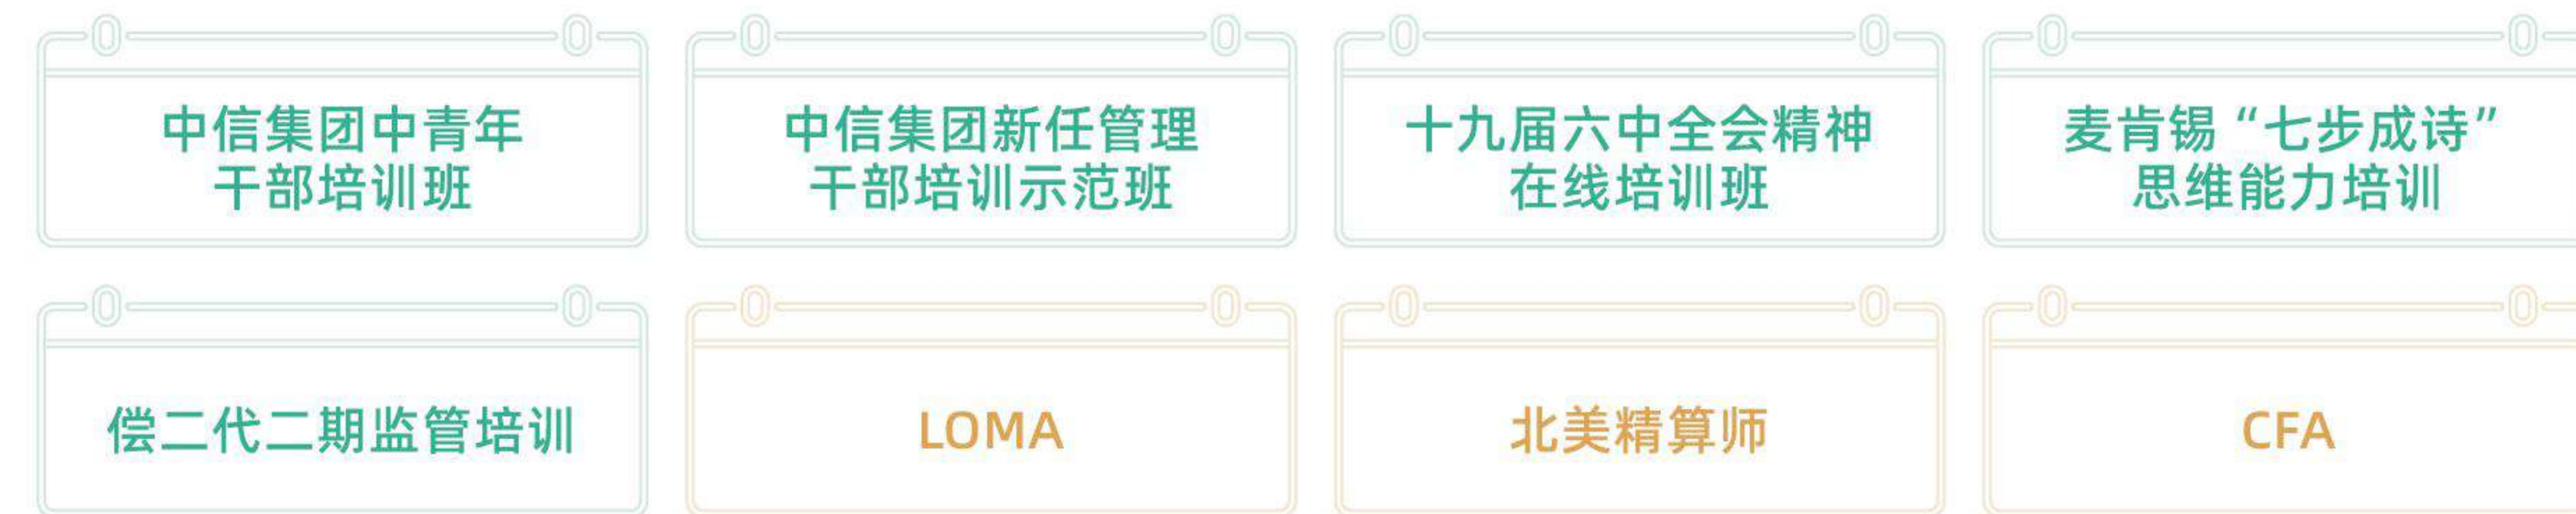 中信集团中青年
干部培训班
中信集团新任管理
干部培训示范班
十九届六中全会精神
在线培训班
麦肯锡“七步成诗”
思维能力培训
偿二代二期监管培训
LOMA
北美精算师
CFA